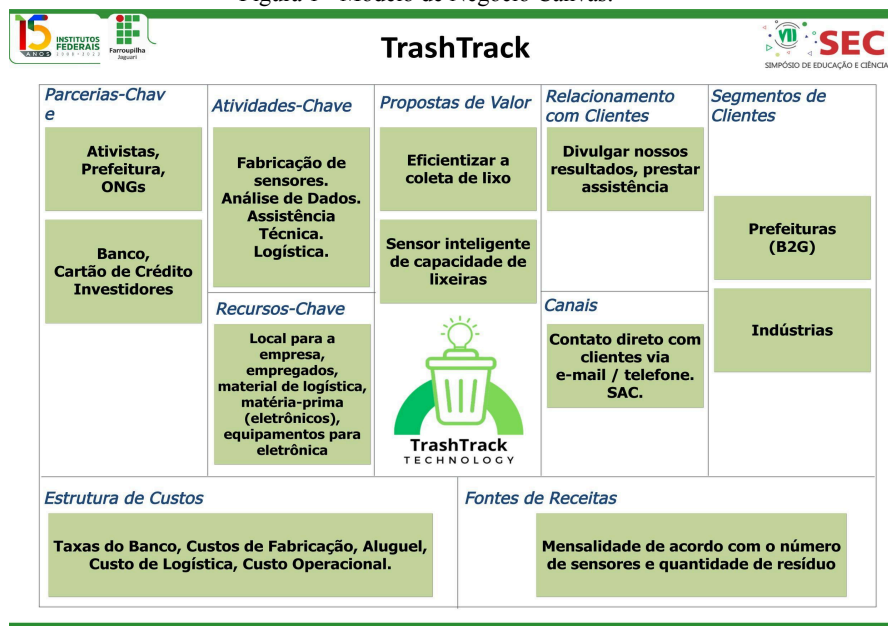 Figura 1 - Modelo de Negócio Canvas.
15
ANOS
INSTITUTOS
FEDERAIS
IF
Farroupilha
Jaguari
TrashTrack
VII
SEC
SIMPÓSIO DE EDUCAÇÃO E CIÊNCIA
Parcerias-Chav
e
Ativistas,
Prefeitura,
ONGs
Banco,
Cartão de Crédito
Investidores
Atividades-Chave
Fabricação de
sensores.
Análise de Dados.
Assistência
Técnica.
Logística.
Recursos-Chave
Local para a
empresa,
empregados,
material de logística,
matéria-prima
(eletrônicos),
equipamentos para
eletrônica
Propostas de Valor
Eficientizar a
coleta de lixo
Sensor inteligente
de capacidade de
lixeiras
TrashTrack
TECHNOLOGY
Relacionamento
com Clientes
Divulgar nossos
resultados, prestar
assistência
Canais
Contato direto com
clientes via
e-mail / telefone.
SAC.
Segmentos de
Clientes
Prefeituras
(B2G)
Indústrias
Estrutura de Custos
Taxas do Banco, Custos de Fabricação, Aluguel,
Custo de Logística, Custo Operacional.
Fontes de Receitas
Mensalidade de acordo com o número
de sensores e quantidade de resíduo